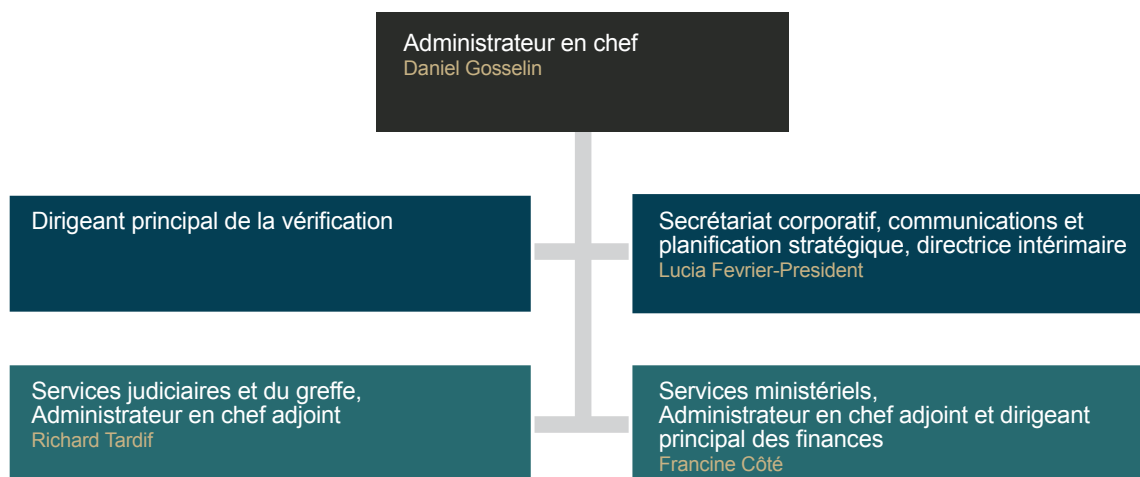 Administrateur en chef
Daniel Gosselin
Dirigeant principal de la vérification
Secrétariat corporatif, communications et
planification stratégique, directrice intérimaire
Lucia Fevrier-President
Services judiciaires et du greffe,
Administrateur en chef adjoint
Richard Tardif
Services ministériels,
Administrateur en chef adjoint et dirigeant
principal des finances
Francine Côté